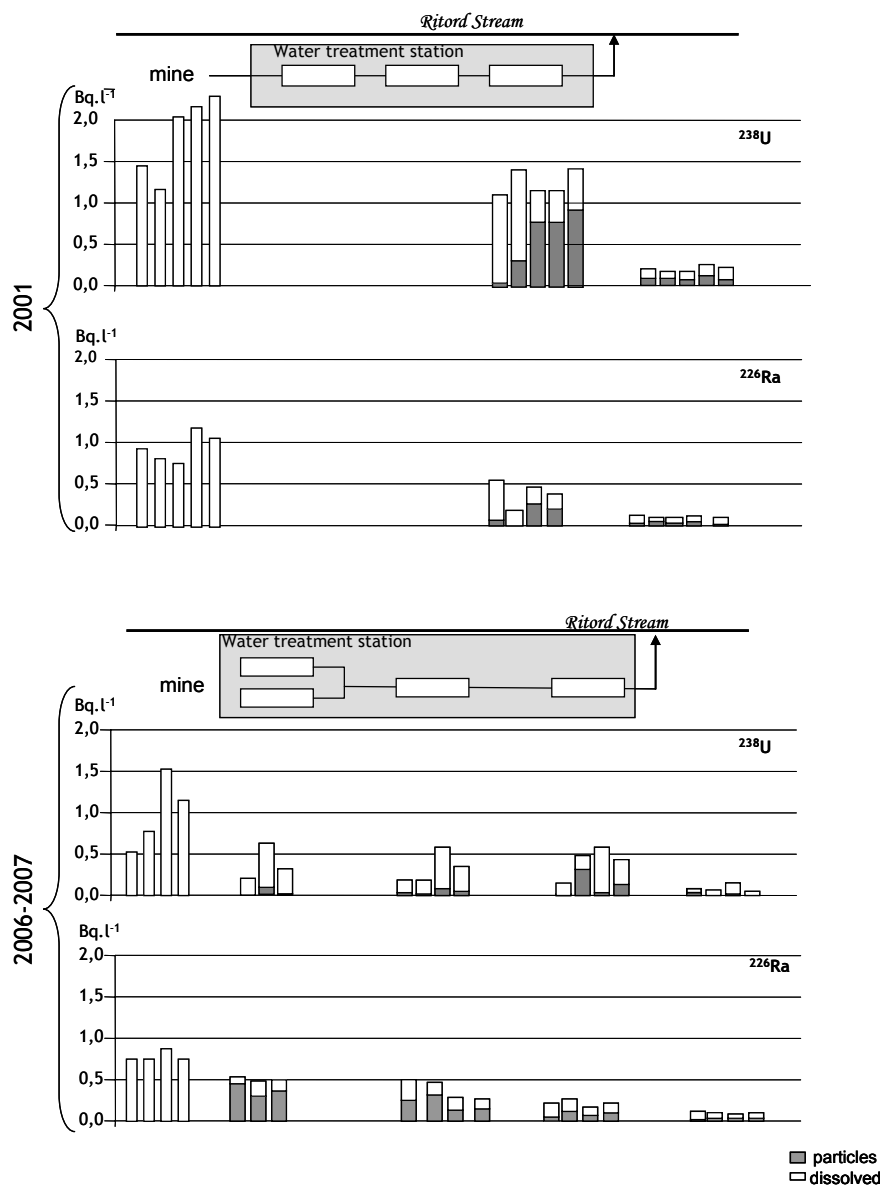 Ritord Stream
Water treatment station
mine
Bq.l-1
2,0
238U
1,5
1,0
0,5
0,0
2001
Bq.l-1
2,0
226Ra
1,5
1,0
0,5
0,0
Ritord Stream
Water treatment station
mine
Bq.l-1
2,0
238U
1,5
1,0
0,5
0,0
2006-2007
Bq.l-1
2,0
226Ra
1,5
1,0
0,5
0,0
particles
dissolved